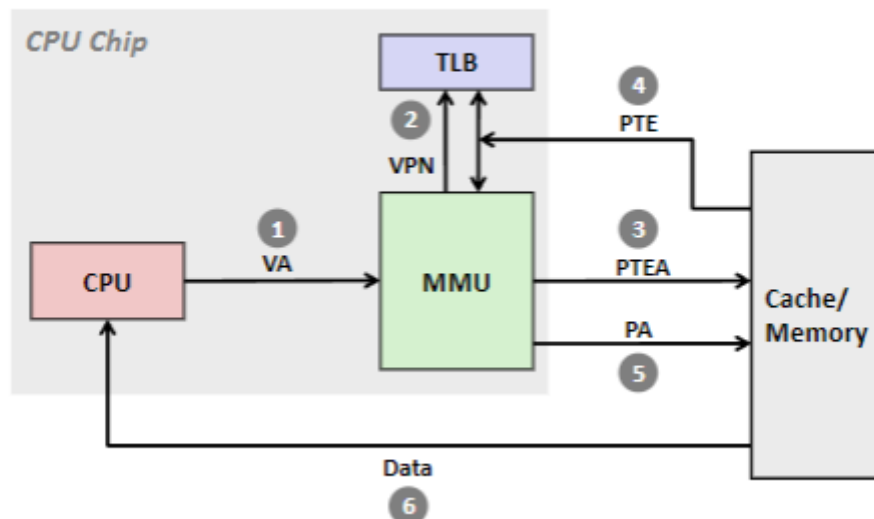 CPU Chip
TLB
4
2
PTE
VPN
1
3
VA
PTEA
CPU
MMU
Cache/
Memory
PA
5
Data
6